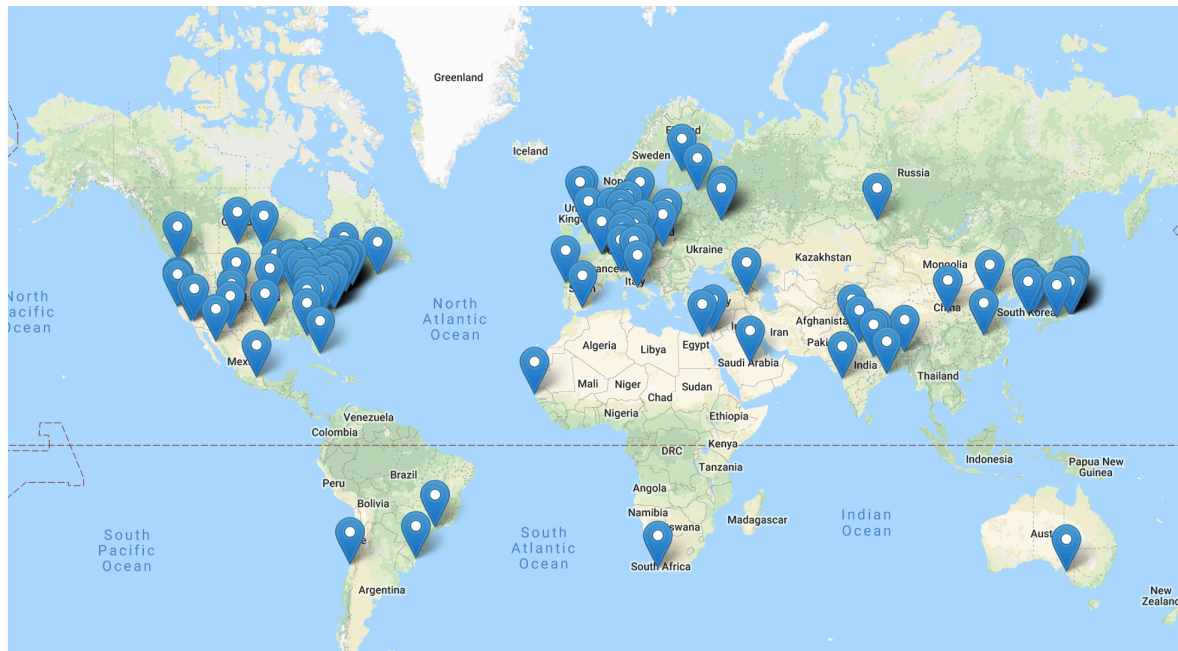 Greenland
Iceland
Sweden
Russia
Ukraine
Kazakhstan
Mongolia
Italy
North
Pacific
Ocean
North
Atlantic
Ocean
China
South Korea
Afghanistan
Iran
Algeria
Libya
Egypt
Saudi Arabia
India
Thailand
Mali
Niger
Chad
Sudan
Nigeria
Ethiopia
Venezuela
Colombia
Kenya
DRC
Tanzania
Indonesia
Papua New
Guinea
Brazil
Peru
Bolivia
Angola
Namibia
Madagascar
Indian
Ocean
South
Pacific
Ocean
South
Atlantic
Ocean
South Africa
Argentina
New
Zealand